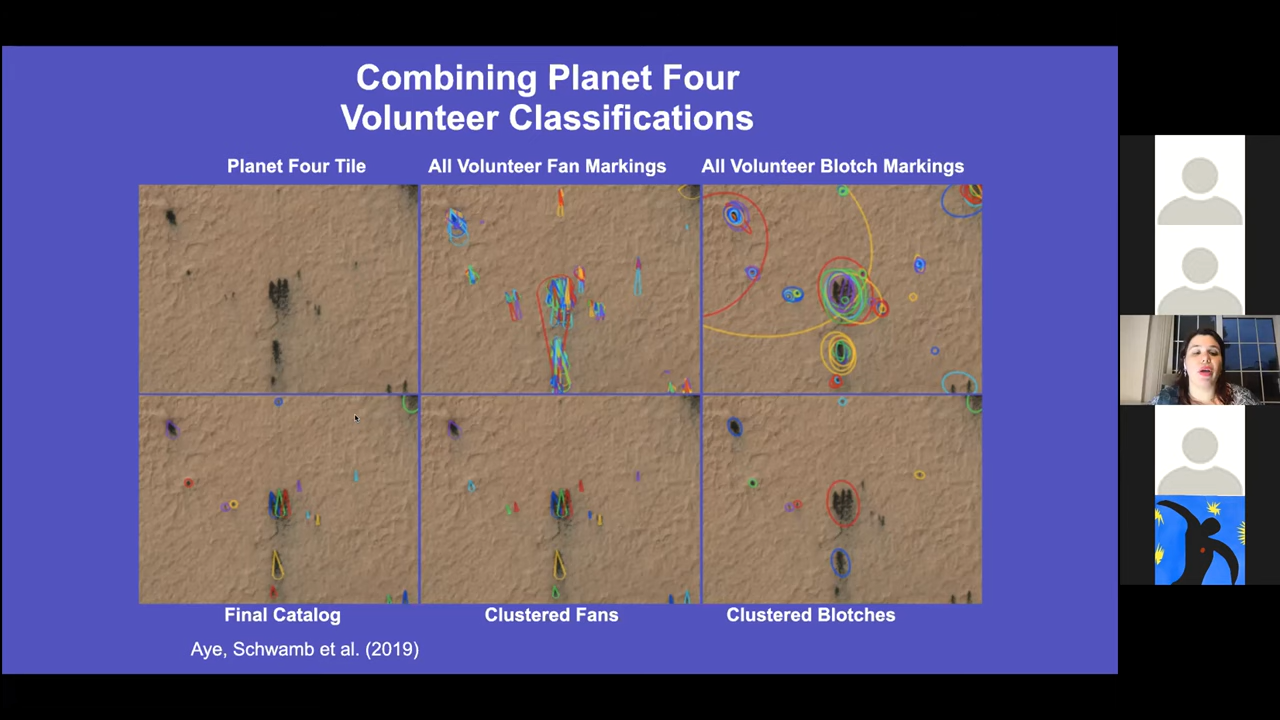 Combining Planet Four
Volunteer Classifications
Planet Four Tile
All Volunteer Fan Markings
All Volunteer Blotch Markings
Final Catalog
Clustered Fans
Clustered Blotches
Aye, Schwamb et al. (2019)